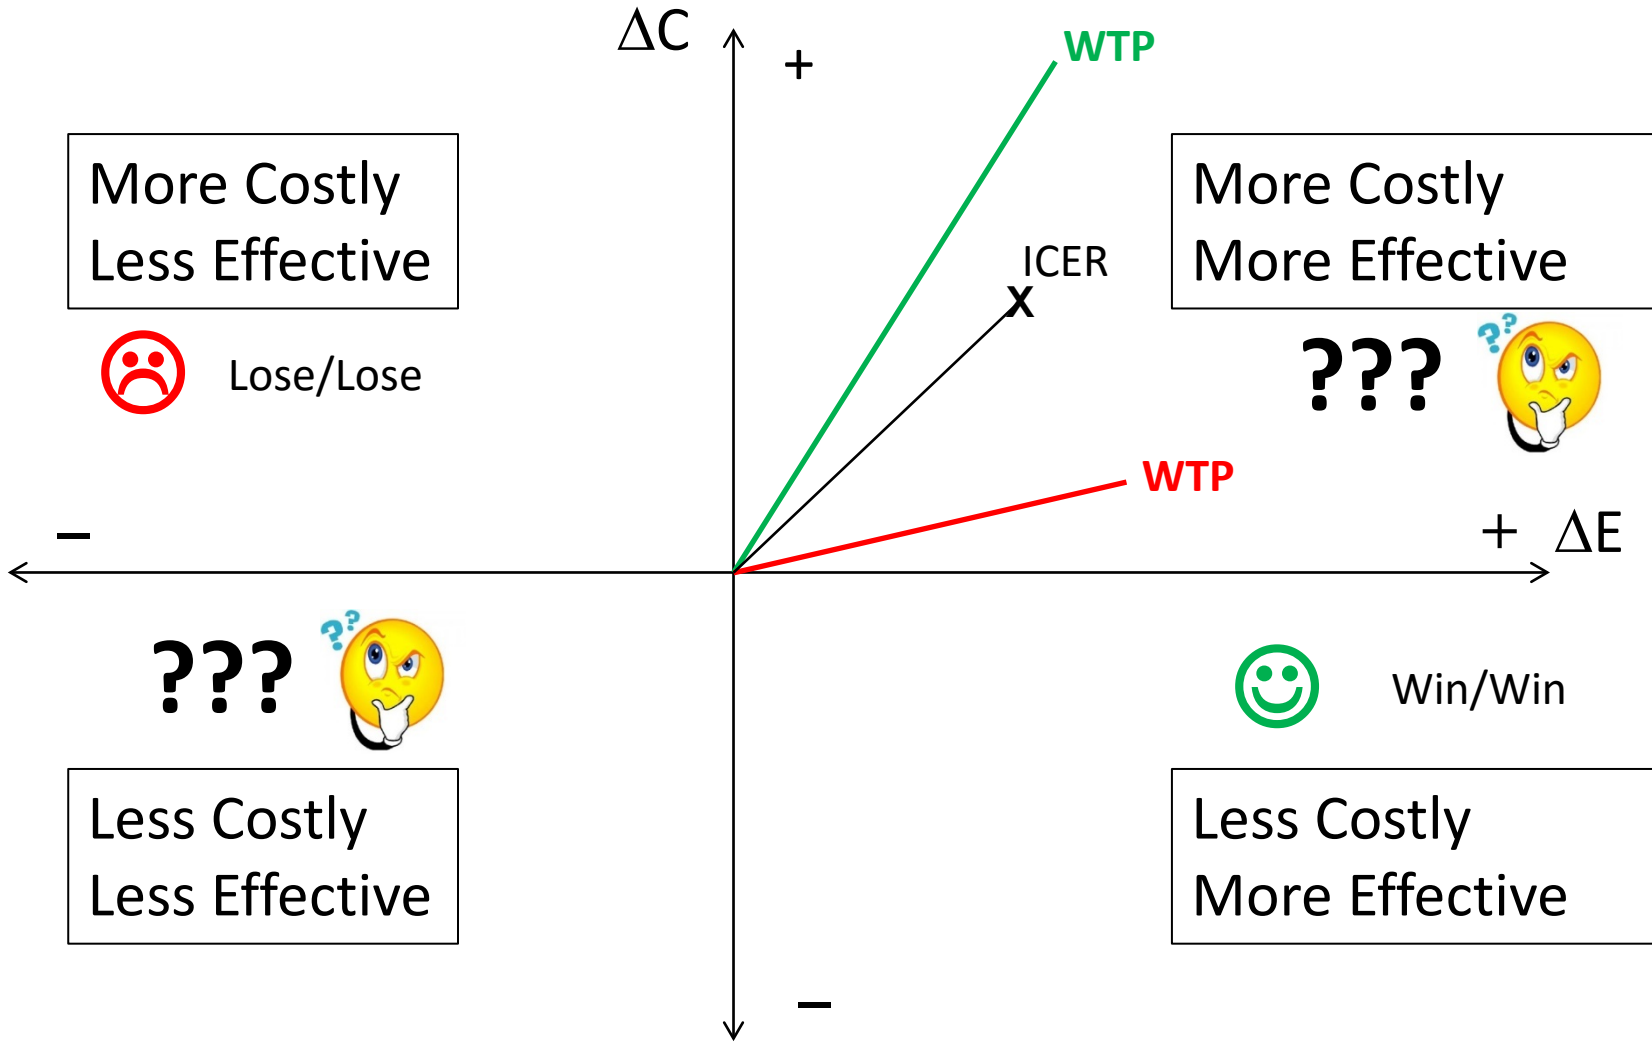 ΔC
+
WTP
More Costly
Less Effective
More Costly
More Effective
ICER
X
Lose/Lose
???
??
WTP
–
+ ΔE
???
??
Win/Win
Less Costly
Less Effective
Less Costly
More Effective
–